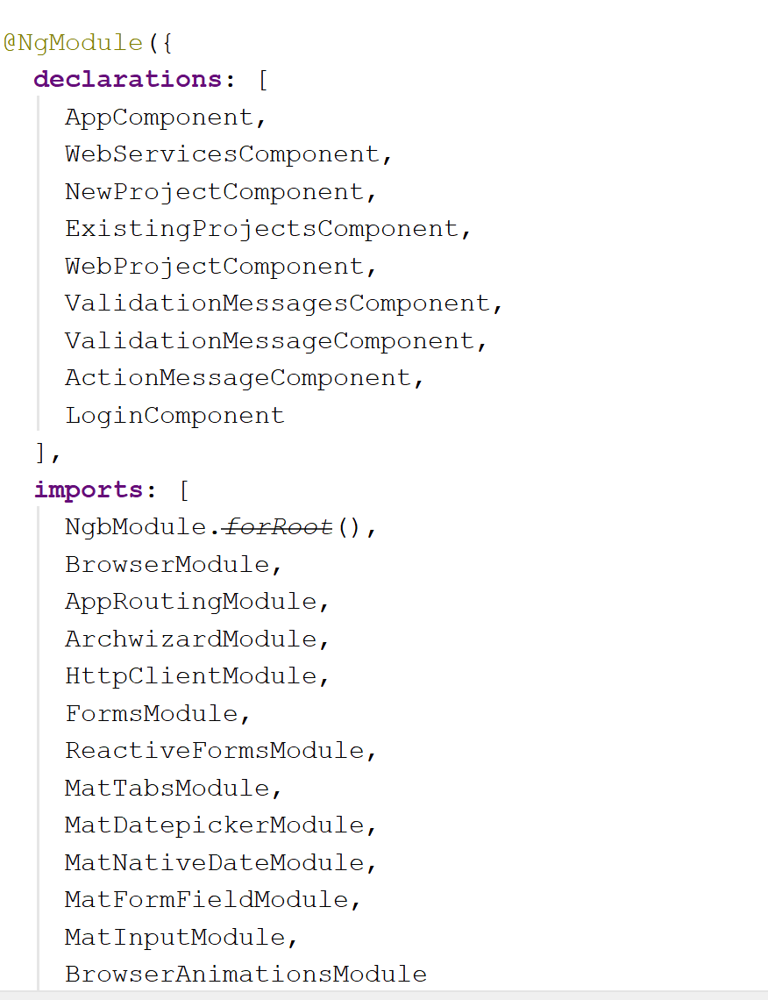 @NgModule({
declarations: [
AppComponent,
WebServicesComponent,
NewProjectComponent,
ExistingProjectsComponent,
WebProjectComponent,
ValidationMessagesComponent,
ValidationMessageComponent,
ActionMessageComponent,
LoginComponent
],
imports: [
NgbModule.forRoot(),
BrowserModule,
AppRoutingModule,
ArchwizardModule,
HttpClientModule,
FormsModule,
ReactiveFormsModule,
MatTabsModule,
MatDatepickerModule,
MatNativeDateModule,
MatFormFieldModule,
MatInputModule,
BrowserAnimationsModule